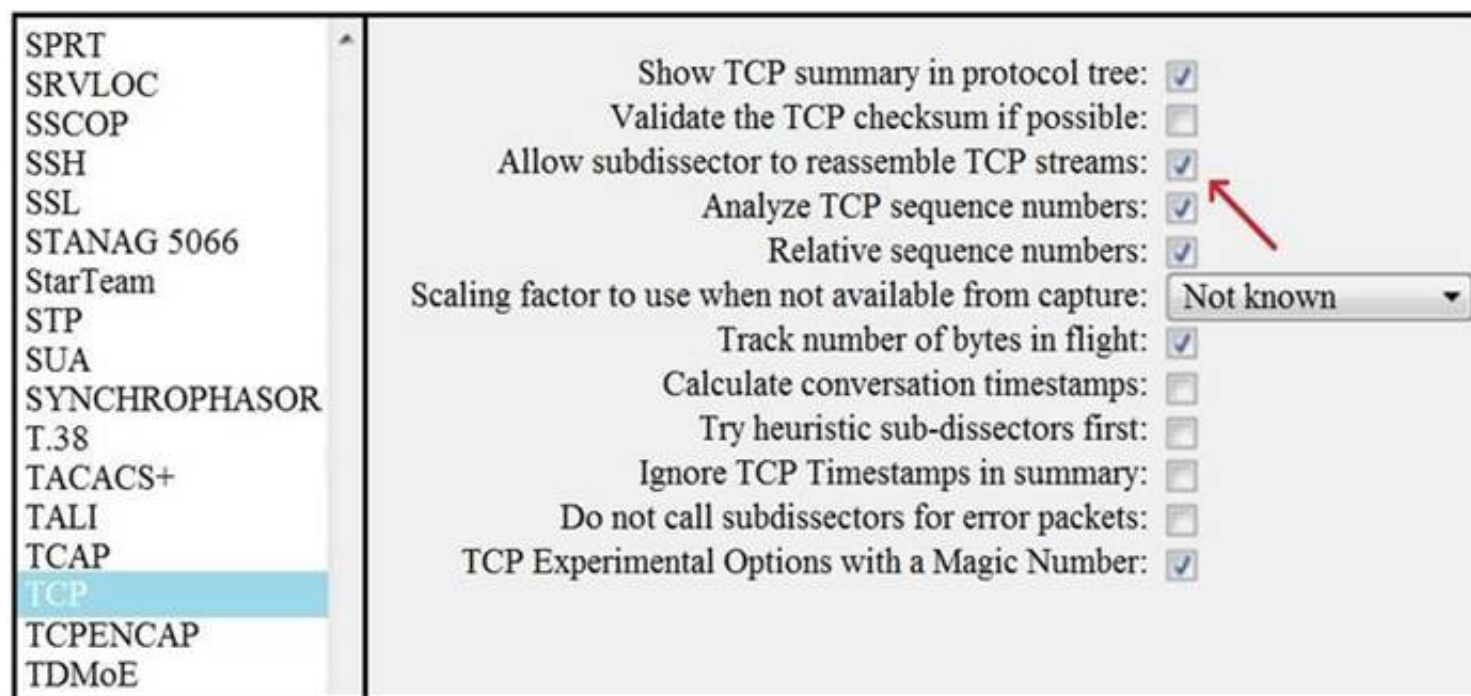 SPRT
SRVLOC
SSCOP
SSH
SSL
STANAG 5066
StarTeam
STP
SUA
SYNCHROPHASOR
T.38
TACACS+
TALI
TCAP
TCP
TCPENCAP
TDMoE
Show TCP summary in protocol tree:
Validate the TCP checksum if possible:
Allow subdissector to reassemble TCP streams:
Analyze TCP sequence numbers:
Relative sequence numbers:
Scaling factor to use when not available from capture: Not known
Track number of bytes in flight:
Calculate conversation timestamps:
Try heuristic sub-dissectors first:
Ignore TCP Timestamps in summary:
Do not call subdissectors for error packets:
TCP Experimental Options with a Magic Number: